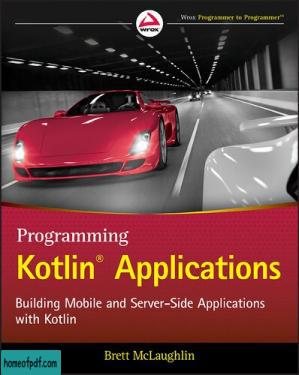 Wrox Programmer to Programmer™
wrox
Programming
Kotlin® Applications
Building Mobile and Server-Side Applications
with Kotlin
homeofpdf.com
Brett McLaughlin